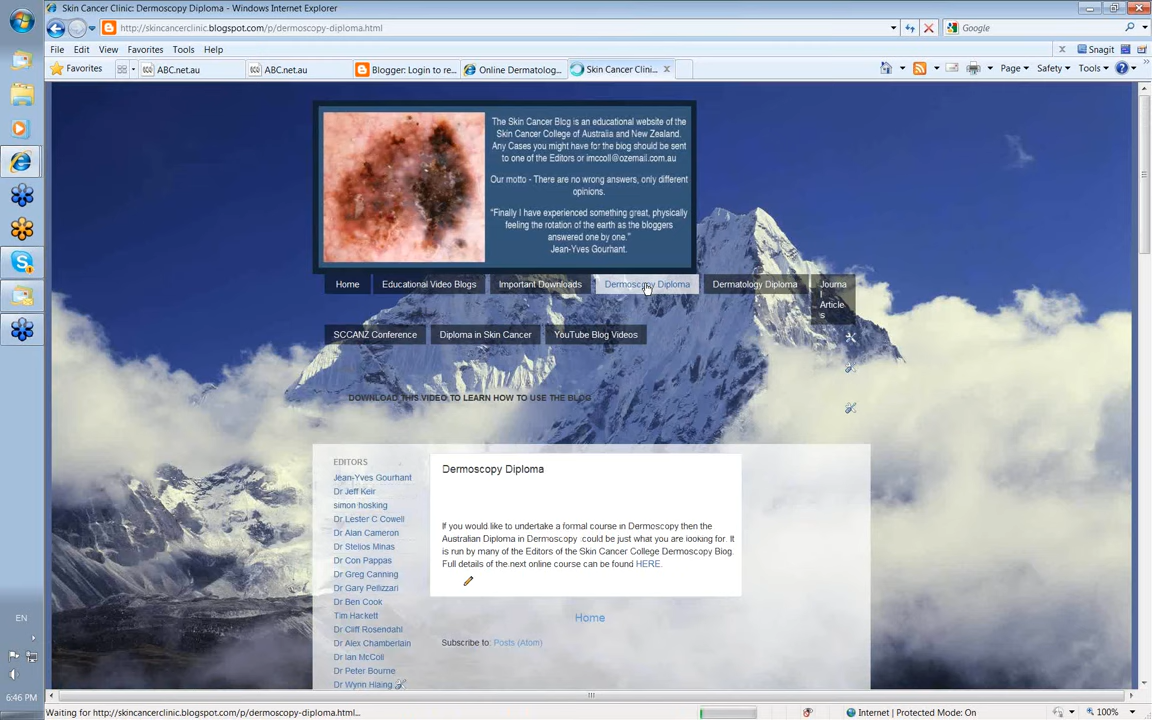 Skin Cancer Clinic: Dermoscopy Diploma - Windows Internet Explorer
http://skincancerclinic.blogspot.com/p/dermoscopy-diploma.html
Google
File Edit View Favorites Tools Help
x Snagit
Favorites ABC.net.au ABC.net.au Blogger: Login to re... Online Dermatolog... Skin Cancer Clini... x Page Safety Tools
The Skin Cancer Blog is an educational website of the
Skin Cancer College of Australia and New Zealand.
Any Cases you might have for the blog should be sent
to one of the Editors or imccoll@ozemail.com.au
Our motto - There are no wrong answers, only different
opinions.
"Finally I have experienced something great, physically
feeling the rotation of the earth as the bloggers
answered one by one."
Jean-Yves Gourhant.
Home Educational Video Blogs Important Downloads Dermoscopy Diploma Dermatology Diploma Journa
l
Article
s
SCCANZ Conference Diploma in Skin Cancer YouTube Blog Videos
DOWNLOAD THIS VIDEO TO LEARN HOW TO USE THE BLOG
EDITORS
Jean-Yves Gourhant
Dr Jeff Keir
simon hosking
Dr Lester C Cowell
Dr Alan Cameron
Dr Stelios Minas
Dr Con Pappas
Dr Greg Canning
Dr Gary Pellizzari
Dr Ben Cook
Tim Hackett
Dr Cliff Rosendahl
Dr Alex Chamberlain
Dr Ian McColl
Dr Peter Bourne
Dr Wynn Hlaing
Dermoscopy Diploma
If you would like to undertake a formal course in Dermoscopy then the
Australian Diploma in Dermoscopy could be just what you are looking for. It
is run by many of the Editors of the Skin Cancer College Dermoscopy Blog.
Full details of the next online course can be found HERE.
Home
Subscribe to: Posts (Atom)
EN
6:46 PM
Waiting for http://skincancerclinic.blogspot.com/p/dermoscopy-diploma.html...
Internet | Protected Mode: On
100%